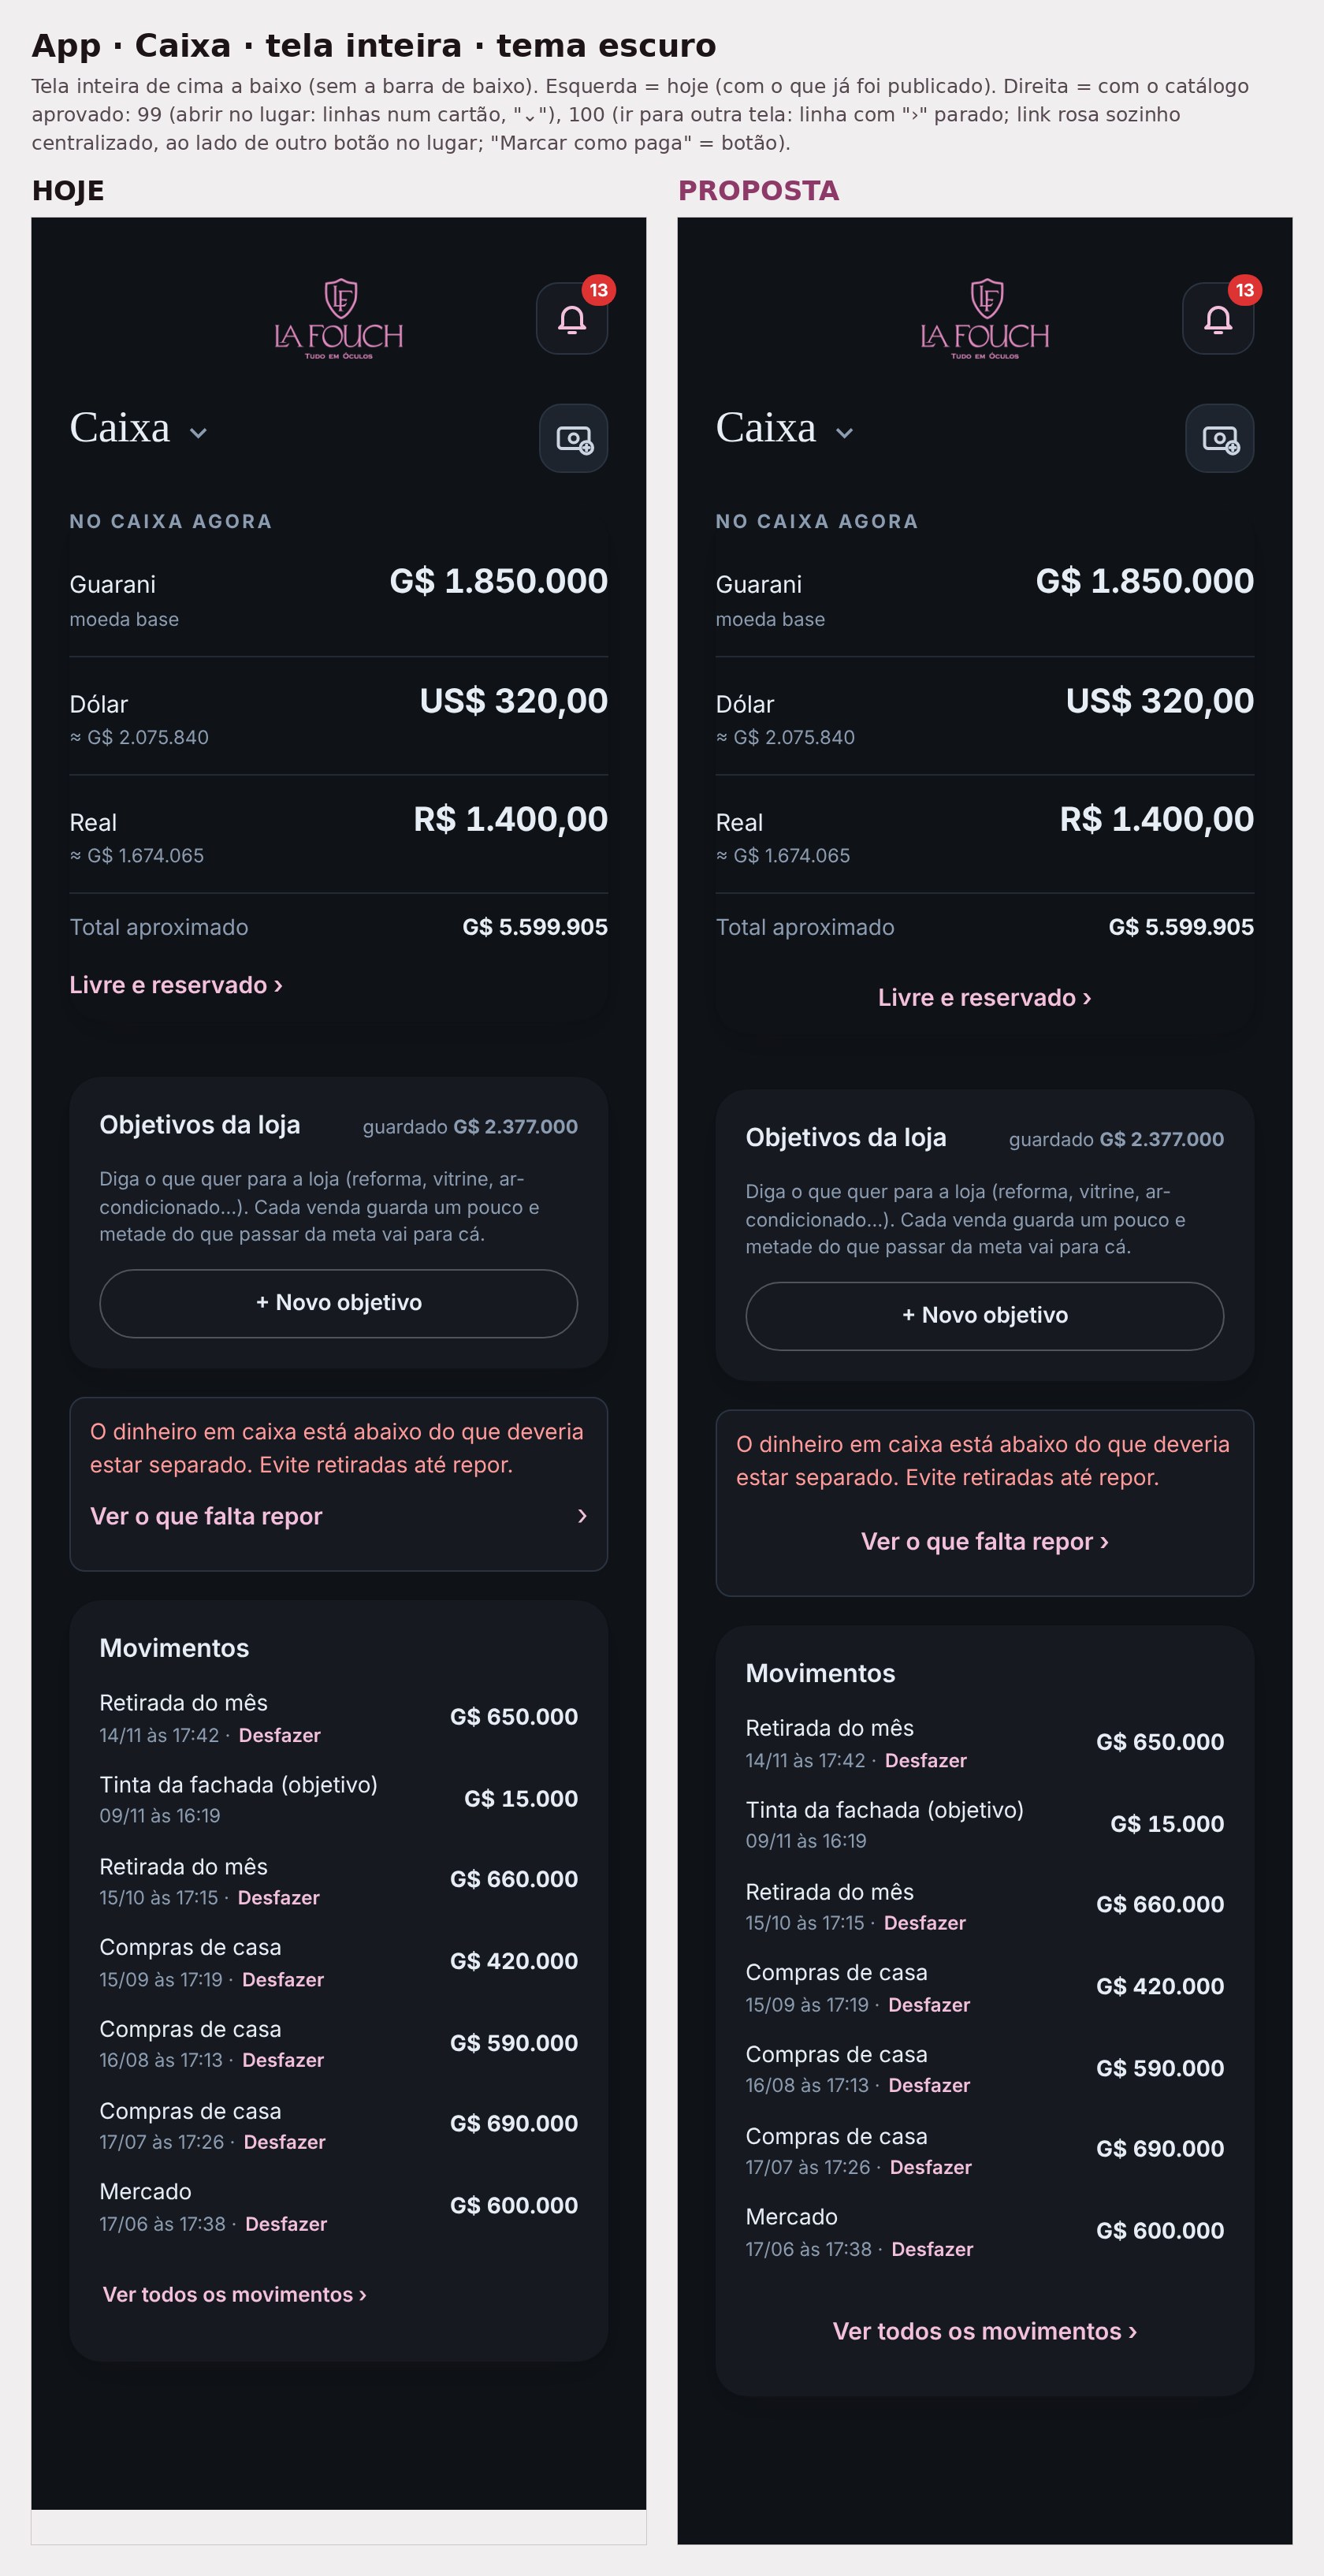 App · Caixa · tela inteira · tema escuro
Tela inteira de cima a baixo (sem a barra de baixo). Esquerda = hoje (com o que já foi publicado). Direita = com o catálogo
aprovado: 99 (abrir no lugar: linhas num cartão, "⌄"), 100 (ir para outra tela: linha com "›" parado; link rosa sozinho
centralizado, ao lado de outro botão no lugar; "Marcar como paga" = botão).
HOJE
LF
LA FOUCH
Tudo em Óculos
13
Caixa
NO CAIXA AGORA
Guarani G$ 1.850.000
moeda base
Dólar US$ 320,00
≈ G$ 2.075.840
Real R$ 1.400,00
≈ G$ 1.674.065
Total aproximado G$ 5.599.905
Livre e reservado ›
Objetivos da loja guardado G$ 2.377.000
Diga o que quer para a loja (reforma, vitrine, ar-
condicionado...). Cada venda guarda um pouco e
metade do que passar da meta vai para cá.
+ Novo objetivo
O dinheiro em caixa está abaixo do que deveria
estar separado. Evite retiradas até repor.
Ver o que falta repor ›
Movimentos
Retirada do mês G$ 650.000
14/11 às 17:42 · Desfazer
Tinta da fachada (objetivo) G$ 15.000
09/11 às 16:19
Retirada do mês G$ 660.000
15/10 às 17:15 · Desfazer
Compras de casa G$ 420.000
15/09 às 17:19 · Desfazer
Compras de casa G$ 590.000
16/08 às 17:13 · Desfazer
Compras de casa G$ 690.000
17/07 às 17:26 · Desfazer
Mercado G$ 600.000
17/06 às 17:38 · Desfazer
Ver todos os movimentos ›
PROPOSTA
LF
LA FOUCH
Tudo em Óculos
13
Caixa
NO CAIXA AGORA
Guarani G$ 1.850.000
moeda base
Dólar US$ 320,00
≈ G$ 2.075.840
Real R$ 1.400,00
≈ G$ 1.674.065
Total aproximado G$ 5.599.905
Livre e reservado ›
Objetivos da loja guardado G$ 2.377.000
Diga o que quer para a loja (reforma, vitrine, ar-
condicionado...). Cada venda guarda um pouco e
metade do que passar da meta vai para cá.
+ Novo objetivo
O dinheiro em caixa está abaixo do que deveria
estar separado. Evite retiradas até repor.
Ver o que falta repor ›
Movimentos
Retirada do mês G$ 650.000
14/11 às 17:42 · Desfazer
Tinta da fachada (objetivo) G$ 15.000
09/11 às 16:19
Retirada do mês G$ 660.000
15/10 às 17:15 · Desfazer
Compras de casa G$ 420.000
15/09 às 17:19 · Desfazer
Compras de casa G$ 590.000
16/08 às 17:13 · Desfazer
Compras de casa G$ 690.000
17/07 às 17:26 · Desfazer
Mercado G$ 600.000
17/06 às 17:38 · Desfazer
Ver todos os movimentos ›